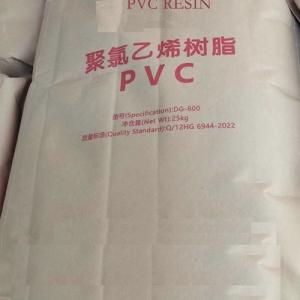 PVC RESIN
聚氯乙烯树脂
PVC
型号(Specification):DG-800
净含量(Net Wt):25kg
质量标准(Quality Standard):Q/12HG 6944-2022